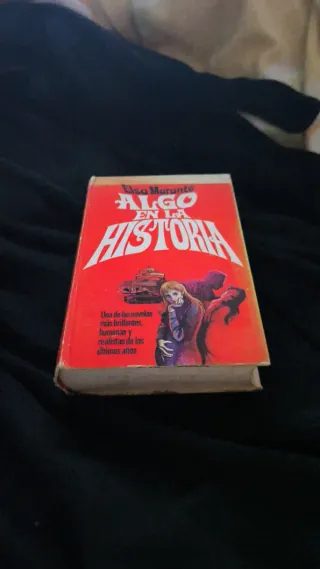 Elsa Morante
ALGO
EN LA
HISTORIA
Una de las novelas
más brillantes,
humanas y
realistas de los
últimos años